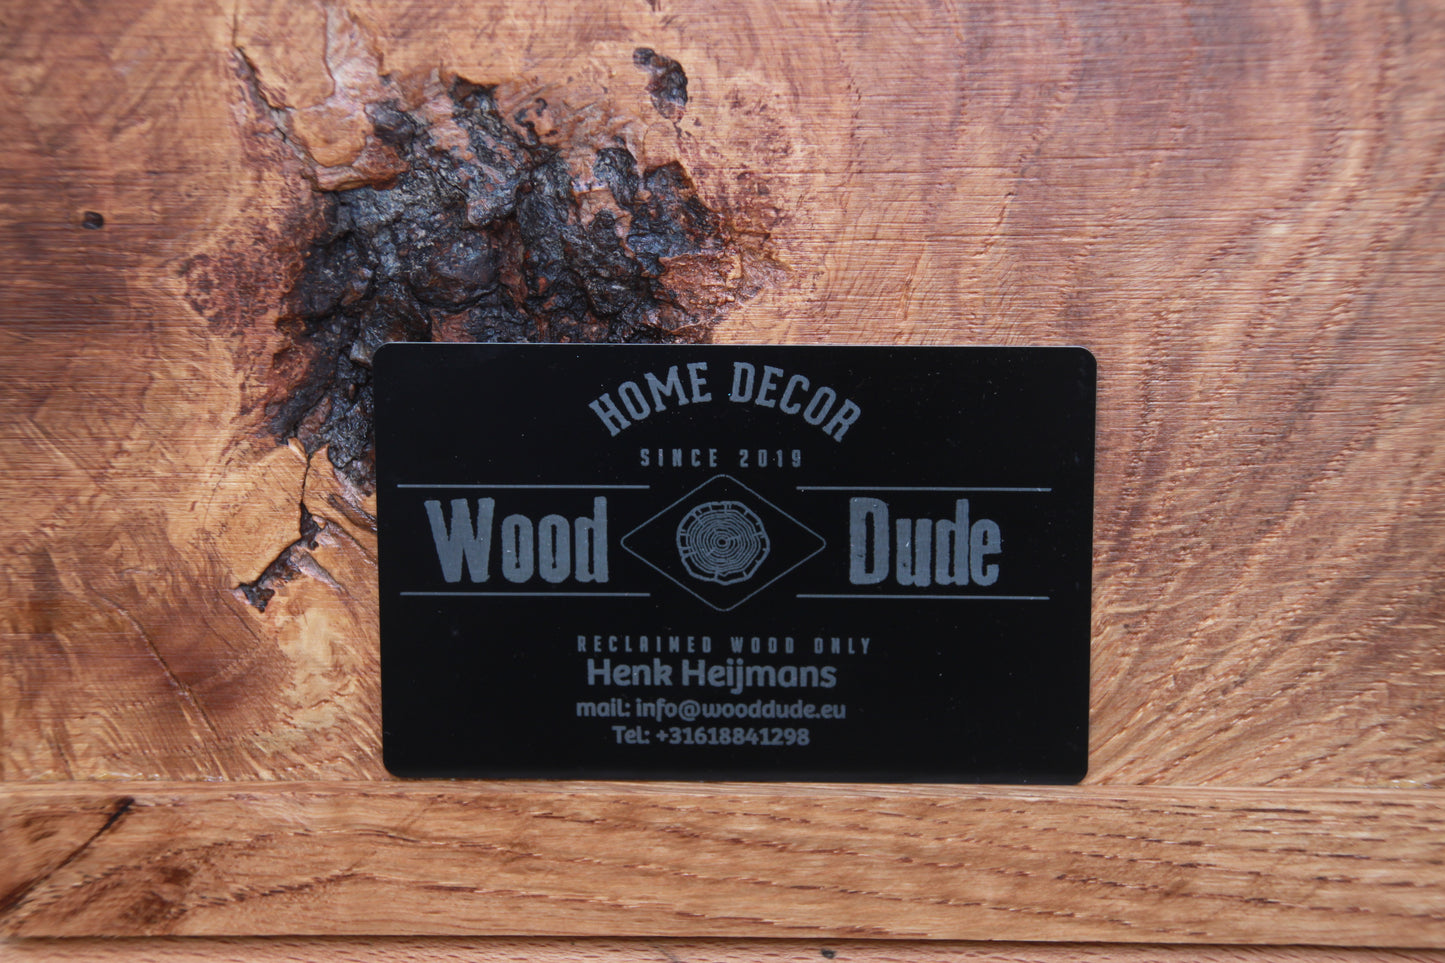 HOME DECOR
SINCE 2019
Wood Dude
RECLAIMED WOOD ONLY
Henk Heijmans
mail: info@wooddude.eu
Tel: +31618841298